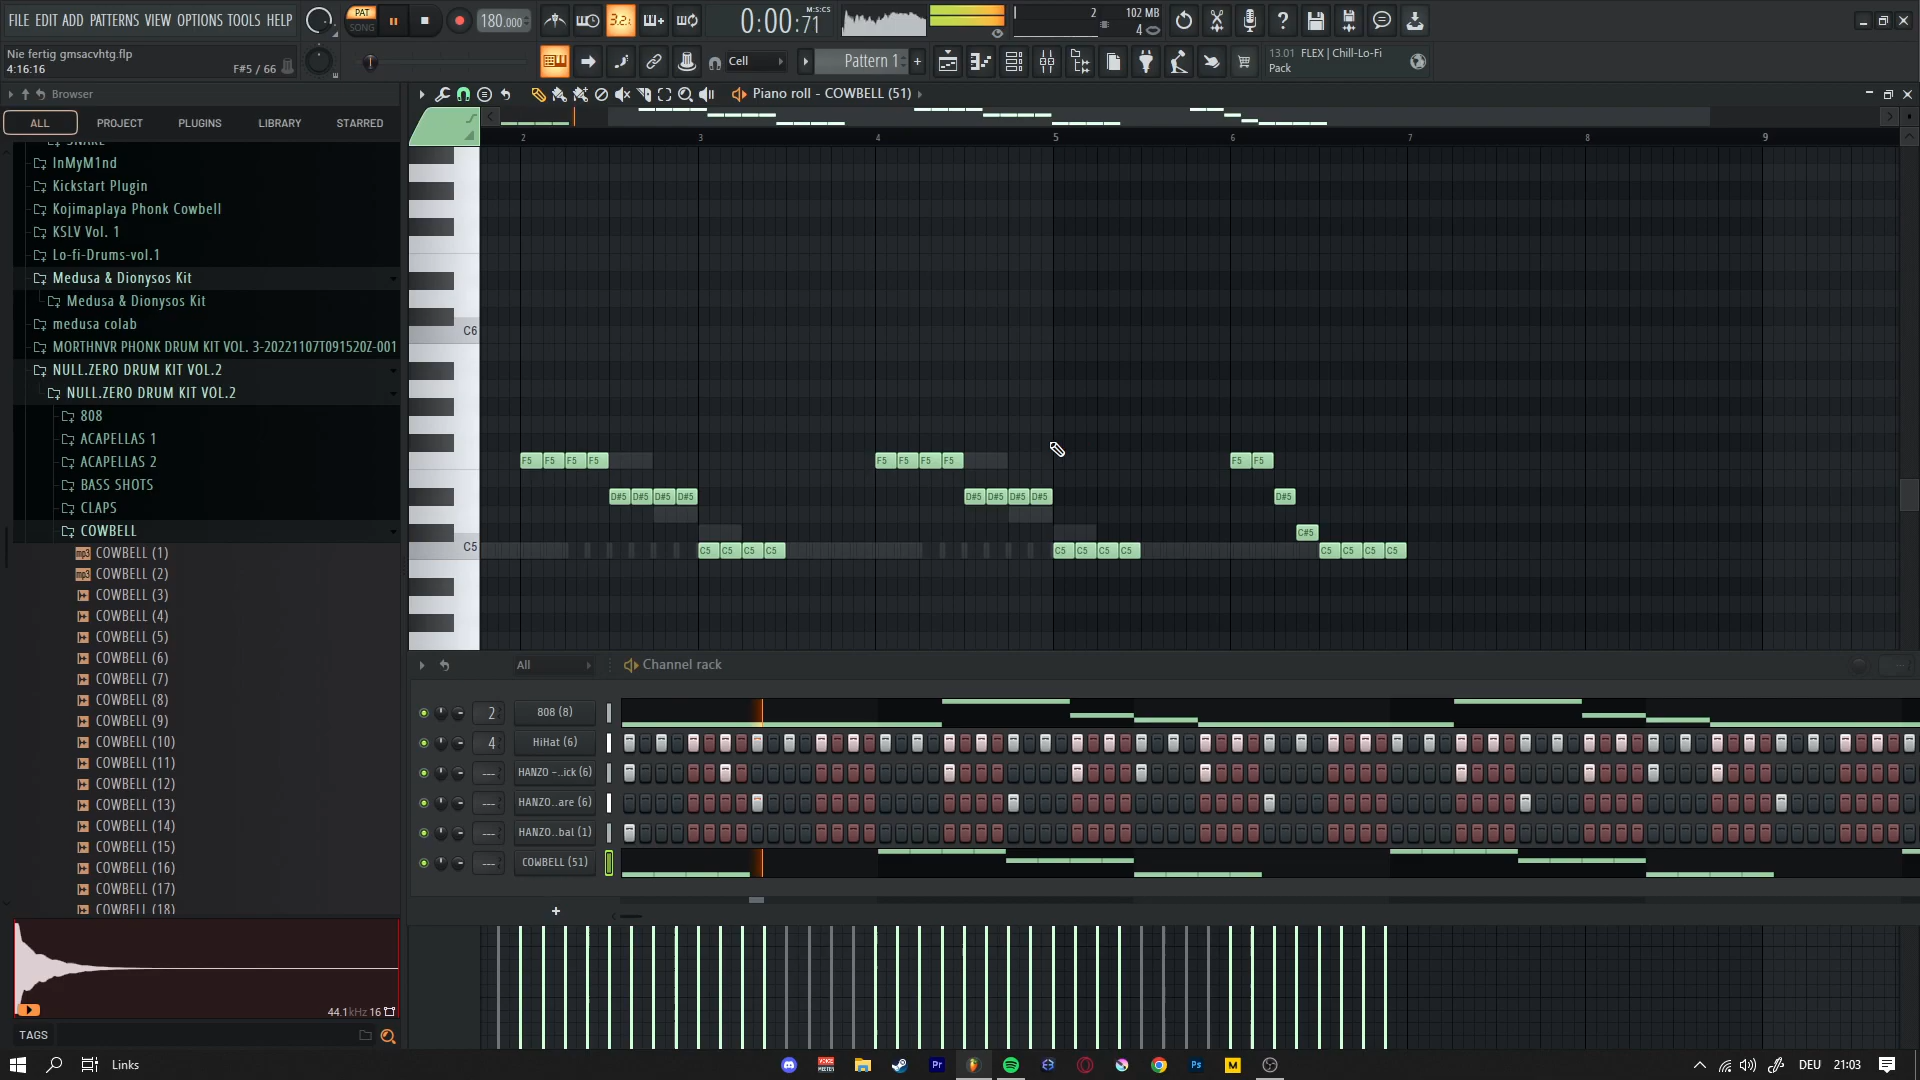 FILE EDIT ADD PATTERNS VIEW OPTIONS TOOLS HELP
PAT
SONG
180.000
3.2.
0:00:71
M:S:CS
2
102 MB
4
Nie fertig gmsacvhtg.flp
4:16:16
F#5 / 66
Cell
Pattern 1
+
13.01 FLEX | Chill-Lo-Fi
Pack
Browser
Piano roll - COWBELL (51)
ALL
PROJECT
PLUGINS
LIBRARY
STARRED
2
3
4
5
6
7
8
9
InMyM1nd
Kickstart Plugin
Kojimaplaya Phonk Cowbell
KSLV Vol. 1
Lo-fi-Drums-vol.1
Medusa & Dionysos Kit
Medusa & Dionysos Kit
medusa colab
MORTHNVR PHONK DRUM KIT VOL. 3-20221107T091520Z-001
NULL.ZERO DRUM KIT VOL.2
NULL.ZERO DRUM KIT VOL.2
808
ACAPELLAS 1
ACAPELLAS 2
BASS SHOTS
CLAPS
COWBELL
COWBELL (1)
COWBELL (2)
COWBELL (3)
COWBELL (4)
COWBELL (5)
COWBELL (6)
COWBELL (7)
COWBELL (8)
COWBELL (9)
COWBELL (10)
COWBELL (11)
COWBELL (12)
COWBELL (13)
COWBELL (14)
COWBELL (15)
COWBELL (16)
COWBELL (17)
COWBELL (18)
C6
F5 F5 F5 F5 F5 F5 F5 F5 F5 F5
D#5 D#5 D#5 D#5 D#5 D#5 D#5 D#5 D#5
C#5
C5 C5 C5 C5 C5 C5 C5 C5 C5 C5 C5 C5 C5
All
Channel rack
2 808 (8)
4 HiHat (6)
--- HANZO -..ick (6)
--- HANZO..are (6)
--- HANZO..bal (1)
--- COWBELL (51)
+
44.1kHz 16
TAGS
Links
Pr
Ps
M
DEU
21:03